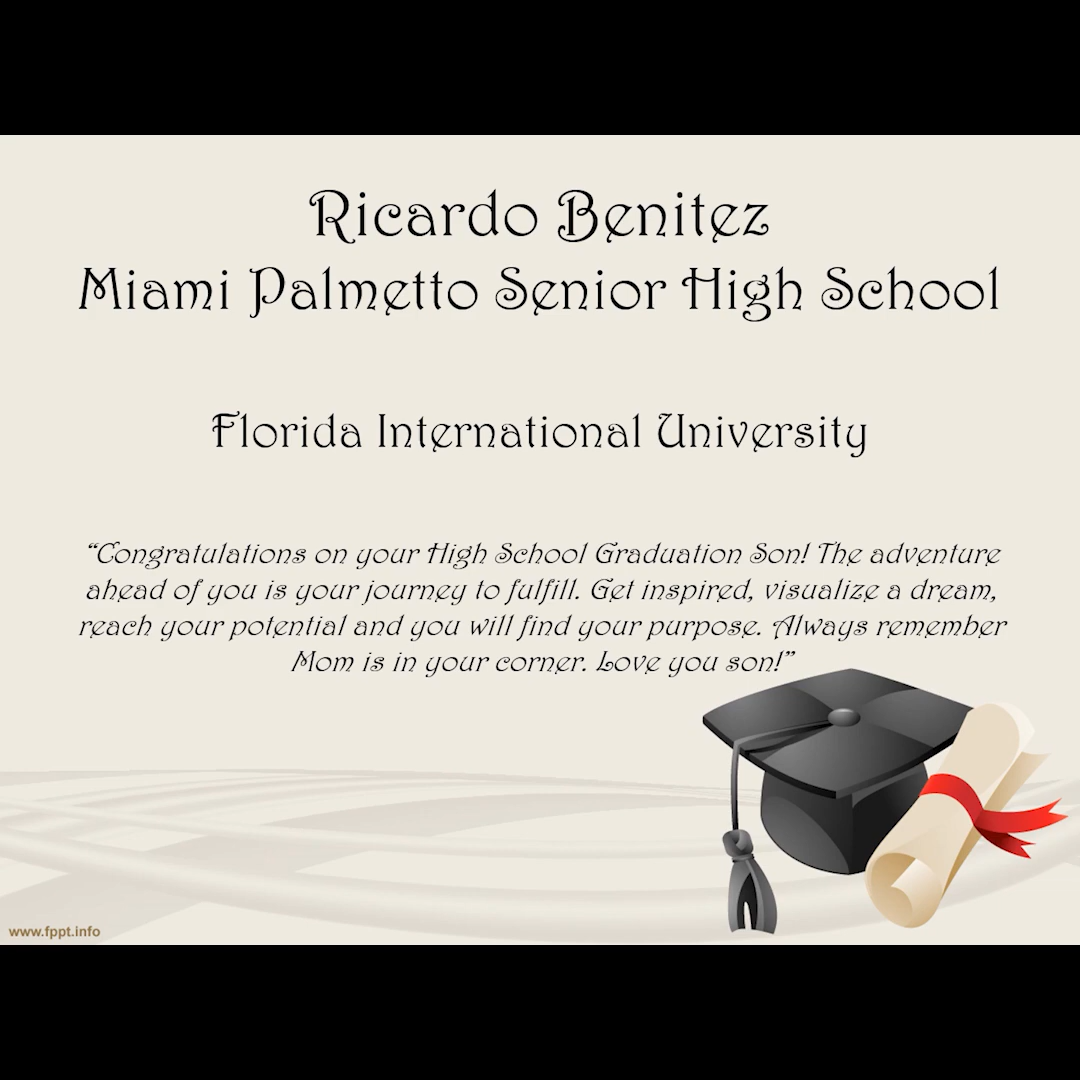 Ricardo Benitez
Miami Palmetto Senior High School
Florida International University
“Congratulations on your High School Graduation Son! The adventure
ahead of you is your journey to fulfill. Get inspired, visualize a dream,
reach your potential and you will find your purpose. Always remember
Mom is in your corner. Love you son!”
www.fppt.info